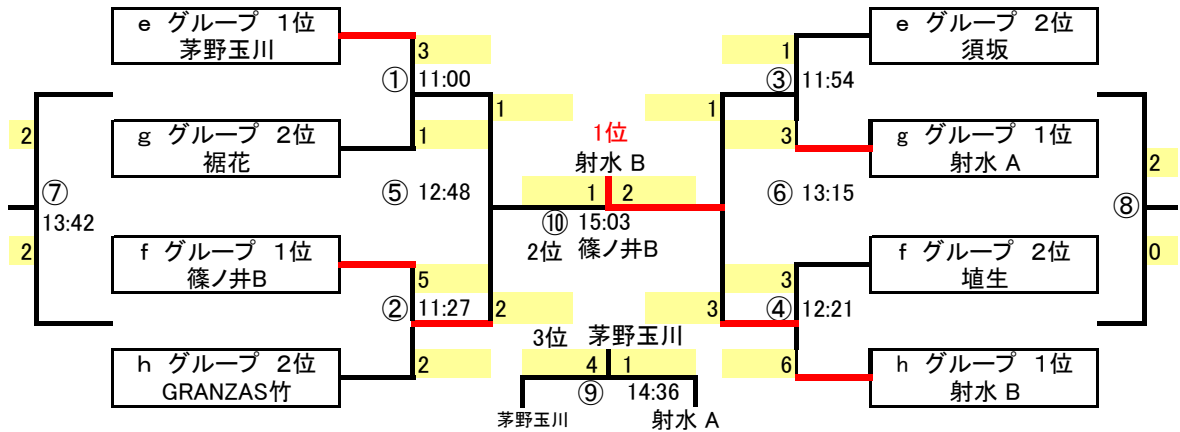 e グループ 1位
茅野玉川
3
① 11:00
g グループ 2位
裾花
1
1
2
⑦
13:42
2
⑤ 12:48
f グループ 1位
篠ノ井B
5
② 11:27
2
h グループ 2位
GRANZAS竹
2
1位
射水 B
1 2
⑩ 15:03
2位 篠ノ井B
3位 茅野玉川
4 1
⑨ 14:36
茅野玉川 射水 A
e グループ 2位
須坂
1
③ 11:54
1
g グループ 1位
射水 A
3
⑥ 13:15
2
⑧
0
f グループ 2位
埴生
3
④ 12:21
3
h グループ 1位
射水 B
6